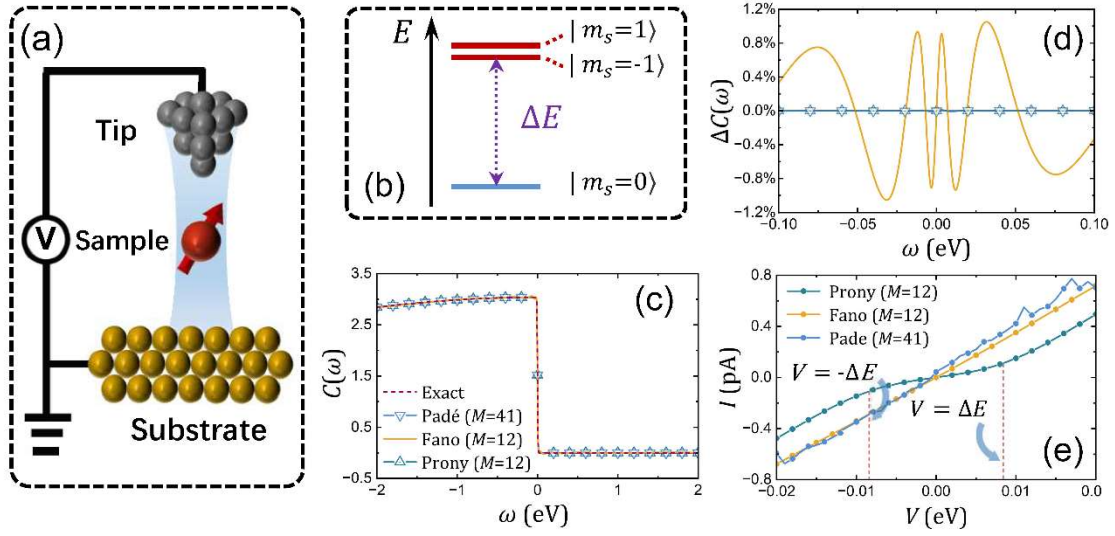 (a)
Tip
V
Sample
Substrate
(b)
E
| m_s=1⟩
| m_s=-1⟩
ΔE
| m_s=0⟩
(c)
C(ω)
3.5
2.5
1.5
0.5
−0.5
Exact
Padé (M=41)
Fano (M=12)
Prony (M=12)
−2
−1
0
1
2
ω (eV)
(d)
ΔC(ω)
1.2%
0.8%
0.4%
0.0%
−0.4%
−0.8%
−1.2%
−0.10
−0.05
0.00
0.05
0.10
ω (eV)
(e)
I (pA)
0.8
0.4
0.0
−0.4
−0.8
Prony (M=12)
Fano (M=12)
Pade (M=41)
V = -ΔE
V = ΔE
−0.02
−0.01
0.00
0.01
0.0
V (eV)